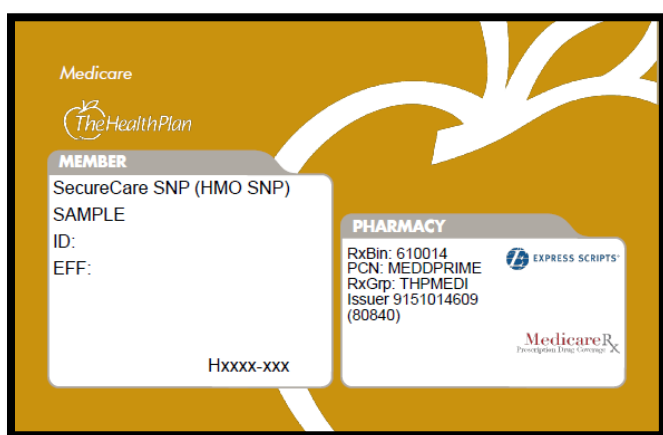 Medicare
TheHealthPlan
MEMBER
SecureCare SNP (HMO SNP)
SAMPLE
ID:
EFF:
Hxxxx-xxx
PHARMACY
RxBin: 610014
PCN: MEDDPRIME
RxGrp: THPMEDI
Issuer 9151014609
(80840)
EXPRESS SCRIPTS®
MedicareRx
Prescription Drug Coverage